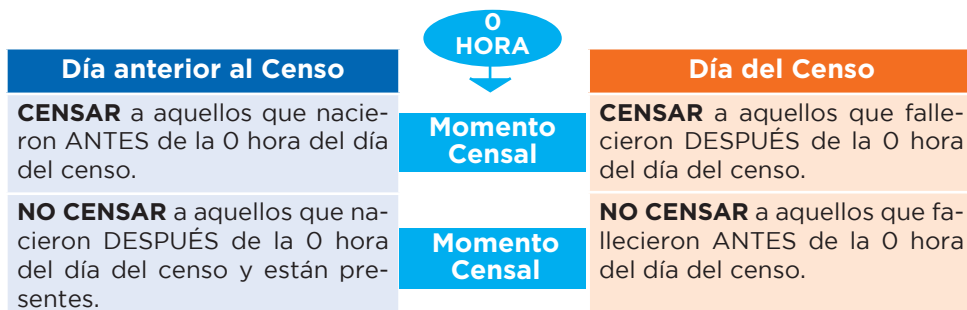 0
HORA
Día anterior al Censo
CENSAR a aquellos que nacie-
ron ANTES de la 0 hora del día
del censo.
NO CENSAR a aquellos que na-
cieron DESPUÉS de la 0 hora
del día del censo y están pre-
sentes.
Momento
Censal
Momento
Censal
Día del Censo
CENSAR a aquellos que falle-
cieron DESPUÉS de la 0 hora
del día del censo.
NO CENSAR a aquellos que fa-
llecieron ANTES de la 0 hora
del día del censo.